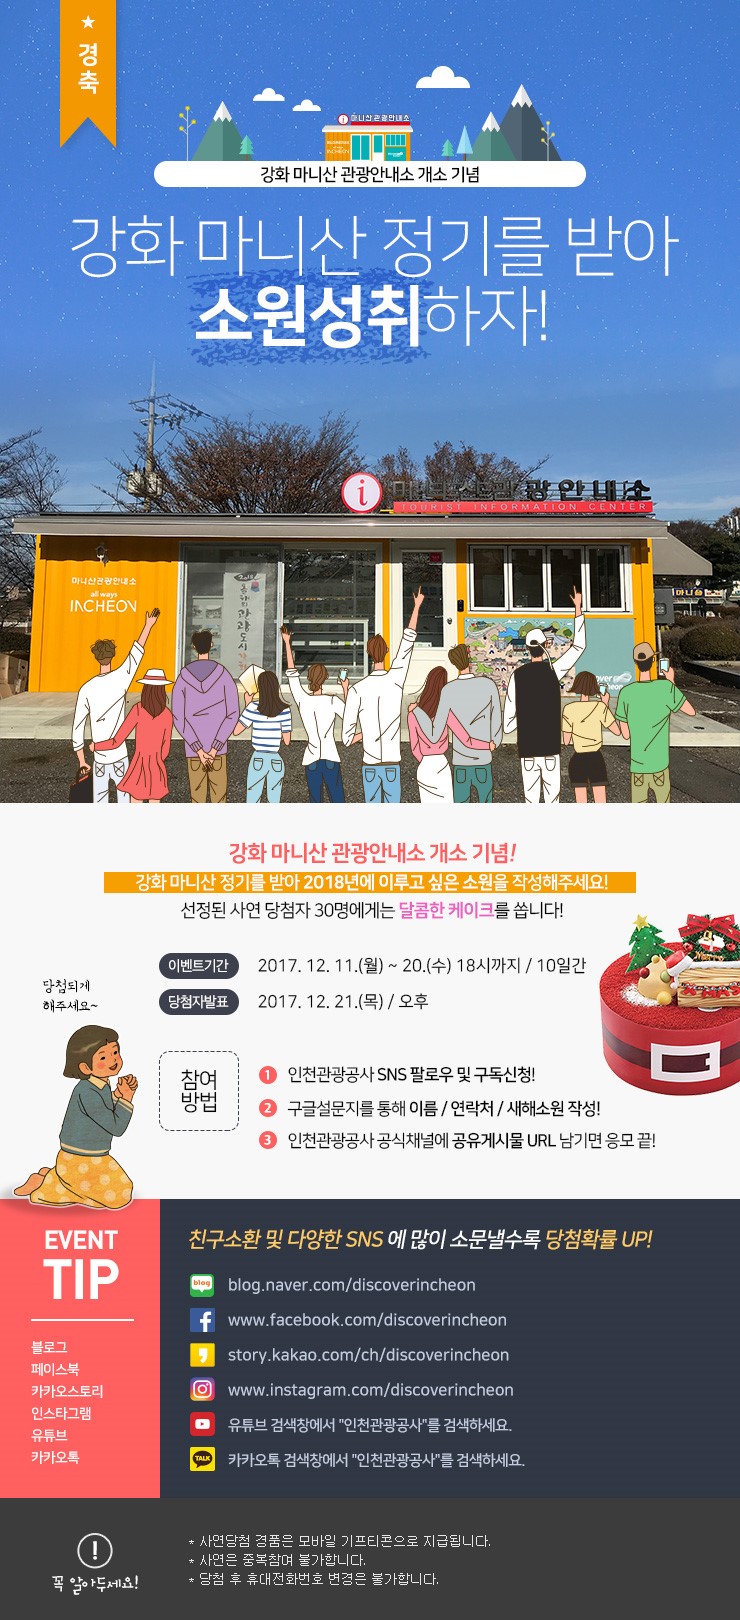 경축
마니산관광안내소
강화 마니산 관광안내소 개소 기념
강화 마니산 정기를 받아
소원성취하자!
마니산관광안내소
TOURIST INFORMATION CENTER
마니산관광안내소
all ways
INCHEON
강화 마니산 관광안내소 개소 기념!
강화 마니산 정기를 받아 2018년에 이루고 싶은 소원을 작성해주세요!
선정된 사연 당첨자 30명에게는 달콤한 케이크를 쏩니다!
이벤트기간 2017. 12. 11.(월) ~ 20.(수) 18시까지 / 10일간
당첨자발표 2017. 12. 21.(목) / 오후
당첨되게
해주세요~
참여
방법
1 인천관광공사 SNS 팔로우 및 구독신청!
2 구글설문지를 통해 이름 / 연락처 / 새해소원 작성!
3 인천관광공사 공식채널에 공유게시물 URL 남기면 응모 끝!
EVENT
TIP
블로그
페이스북
카카오스토리
인스타그램
유튜브
카카오톡
친구소환 및 다양한 SNS 에 많이 소문낼수록 당첨확률 UP!
blog blog.naver.com/discoverincheon
www.facebook.com/discoverincheon
story.kakao.com/ch/discoverincheon
www.instagram.com/discoverincheon
유튜브 검색창에서 "인천관광공사"를 검색하세요.
TALK 카카오톡 검색창에서 "인천관광공사"를 검색하세요.
꼭 알아두세요!
* 사연당첨 경품은 모바일 기프티콘으로 지급됩니다.
* 사연은 중복참여 불가합니다.
* 당첨 후 휴대전화번호 변경은 불가합니다.